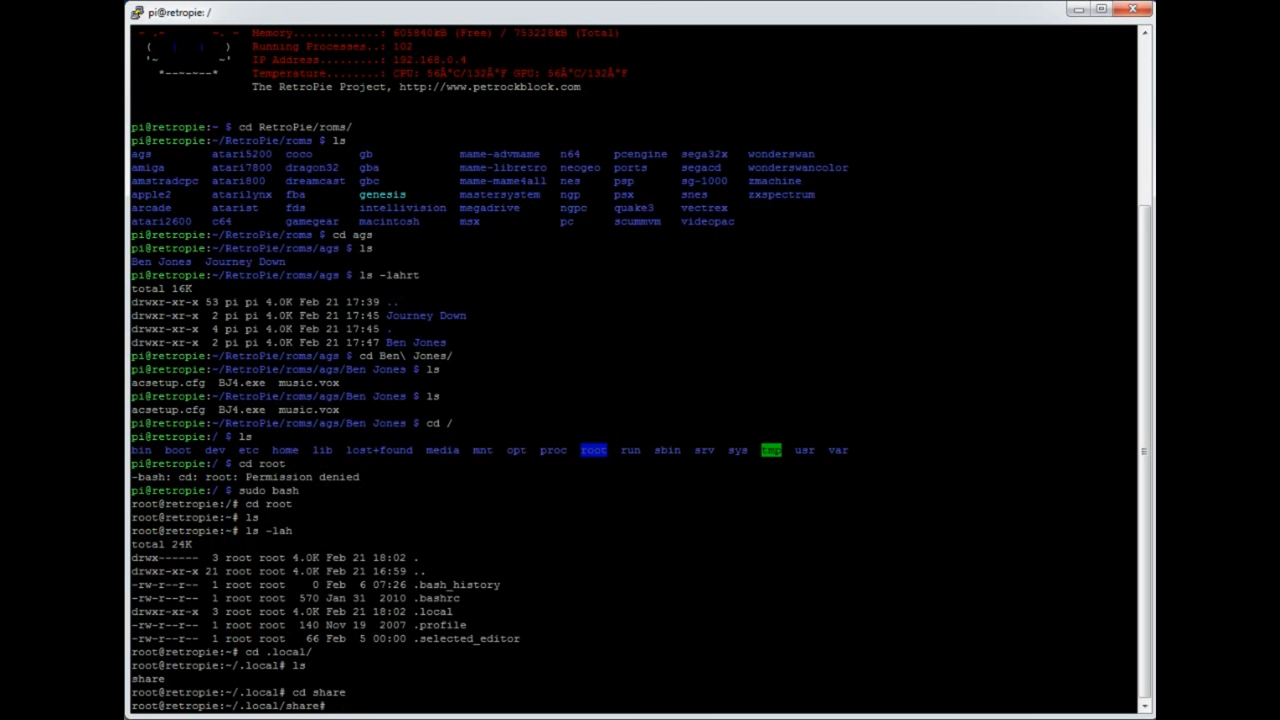 pi@retropie: /
Memory.............: 605840kB (Free) / 753228kB (Total)
Running Processes..: 102
IP Address.........: 192.168.0.4
Temperature........: CPU: 56Â°C/132Â°F GPU: 56Â°C/132Â°F
The RetroPie Project, http://www.petrockblock.com
pi@retropie:~ $ cd RetroPie/roms/
pi@retropie:~/RetroPie/roms $ ls
ags atari5200 coco gb mame-advmame n64 pcengine sega32x wonderswan
amiga atari7800 dragon32 gba mame-libretro neogeo ports segacd wonderswancolor
amstradcpc atari800 dreamcast gbc mame-mame4all nes psp sg-1000 zmachine
apple2 atarilynx fba genesis mastersystem ngp psx snes zxspectrum
arcade atarist fds intellivision megadrive ngpc quake3 vectrex
atari2600 c64 gamegear macintosh msx pc scummvm videopac
pi@retropie:~/RetroPie/roms $ cd ags
pi@retropie:~/RetroPie/roms/ags $ ls
Ben Jones Journey Down
pi@retropie:~/RetroPie/roms/ags $ ls -lahrt
total 16K
drwxr-xr-x 53 pi pi 4.0K Feb 21 17:39 ..
drwxr-xr-x 2 pi pi 4.0K Feb 21 17:45 Journey Down
drwxr-xr-x 4 pi pi 4.0K Feb 21 17:45 .
drwxr-xr-x 2 pi pi 4.0K Feb 21 17:47 Ben Jones
pi@retropie:~/RetroPie/roms/ags $ cd Ben\ Jones/
pi@retropie:~/RetroPie/roms/ags/Ben Jones $ ls
acsetup.cfg BJ4.exe music.vox
pi@retropie:~/RetroPie/roms/ags/Ben Jones $ ls
acsetup.cfg BJ4.exe music.vox
pi@retropie:~/RetroPie/roms/ags/Ben Jones $ cd /
pi@retropie:/ $ ls
bin boot dev etc home lib lost+found media mnt opt proc root run sbin srv sys tmp usr var
pi@retropie:/ $ cd root
-bash: cd: root: Permission denied
pi@retropie:/ $ sudo bash
root@retropie:/# cd root
root@retropie:~# ls
root@retropie:~# ls -lah
total 24K
drwx------ 3 root root 4.0K Feb 21 18:02 .
drwxr-xr-x 21 root root 4.0K Feb 21 16:59 ..
-rw-r--r-- 1 root root 0 Feb 6 07:26 .bash_history
-rw-r--r-- 1 root root 570 Jan 31 2010 .bashrc
drwxr-xr-x 3 root root 4.0K Feb 21 18:02 .local
-rw-r--r-- 1 root root 140 Nov 19 2007 .profile
-rw-r--r-- 1 root root 66 Feb 5 00:00 .selected_editor
root@retropie:~# cd .local/
root@retropie:~/.local# ls
share
root@retropie:~/.local# cd share
root@retropie:~/.local/share#